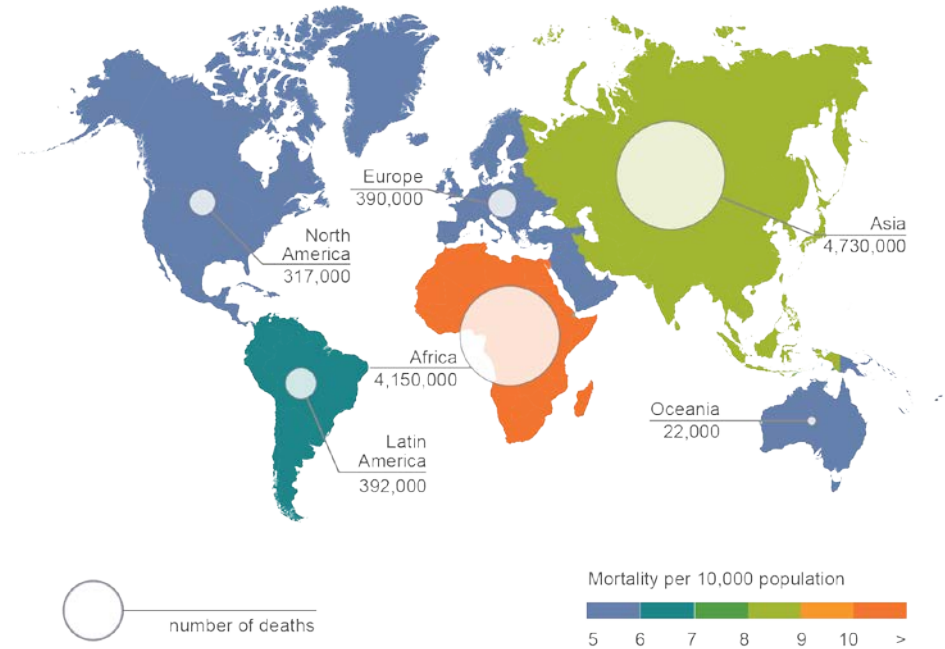 Europe
390,000
North
America
317,000
Asia
4,730,000
Africa
4,150,000
Oceania
22,000
Latin
America
392,000
number of deaths
Mortality per 10,000 population
5 6 7 8 9 10 >